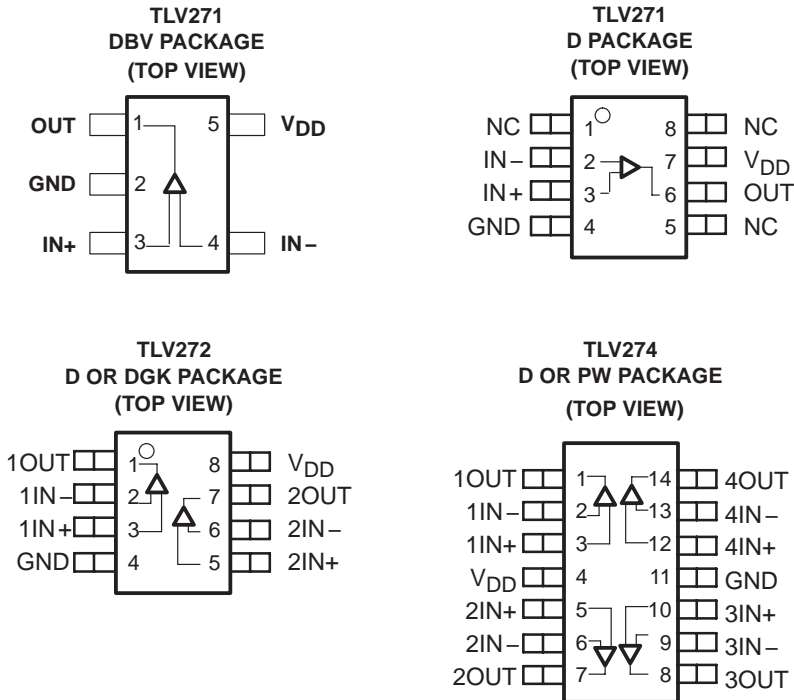 TLV271
DBV PACKAGE
(TOP VIEW)
OUT 1 5 VDD
GND 2
IN+ 3 4 IN−
TLV271
D PACKAGE
(TOP VIEW)
NC 1 8 NC
IN− 2 7 VDD
IN+ 3 6 OUT
GND 4 5 NC
TLV272
D OR DGK PACKAGE
(TOP VIEW)
1OUT 1 8 VDD
1IN− 2 7 2OUT
1IN+ 3 6 2IN−
GND 4 5 2IN+
TLV274
D OR PW PACKAGE
(TOP VIEW)
1OUT 1 14 4OUT
1IN− 2 13 4IN−
1IN+ 3 12 4IN+
VDD 4 11 GND
2IN+ 5 10 3IN+
2IN− 6 9 3IN−
2OUT 7 8 3OUT